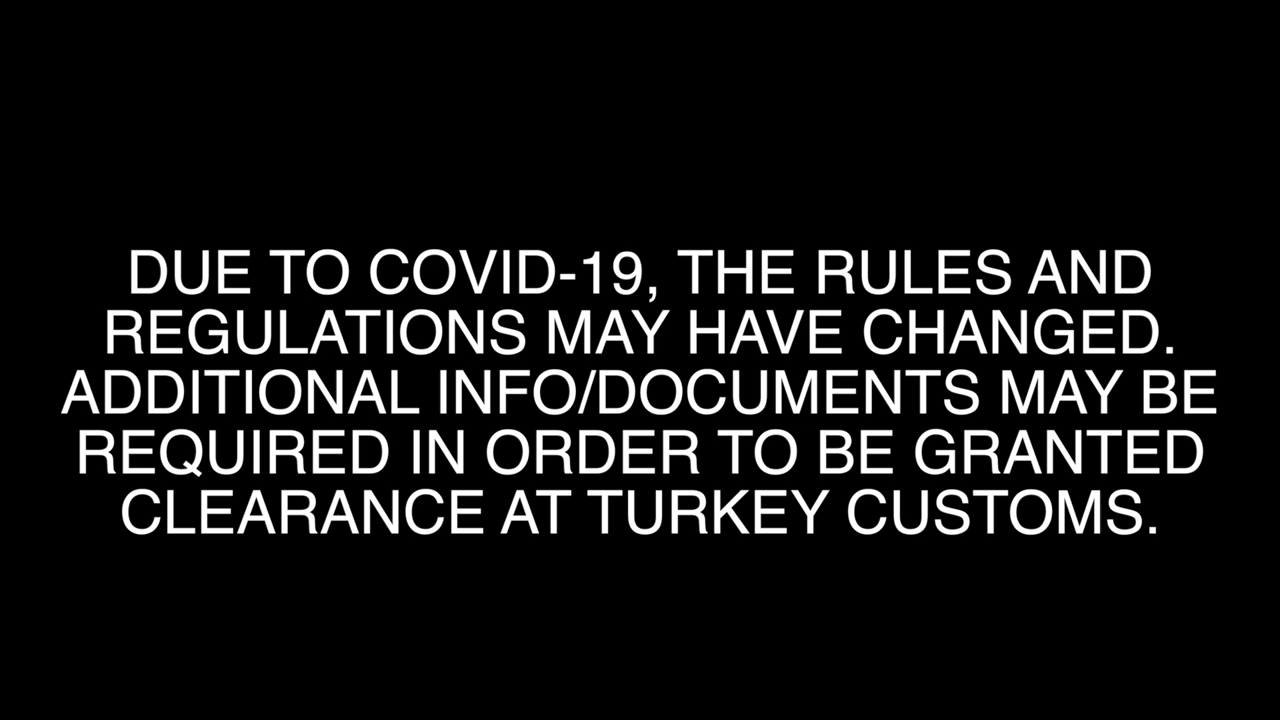 DUE TO COVID-19, THE RULES AND
REGULATIONS MAY HAVE CHANGED.
ADDITIONAL INFO/DOCUMENTS MAY BE
REQUIRED IN ORDER TO BE GRANTED
CLEARANCE AT TURKEY CUSTOMS.